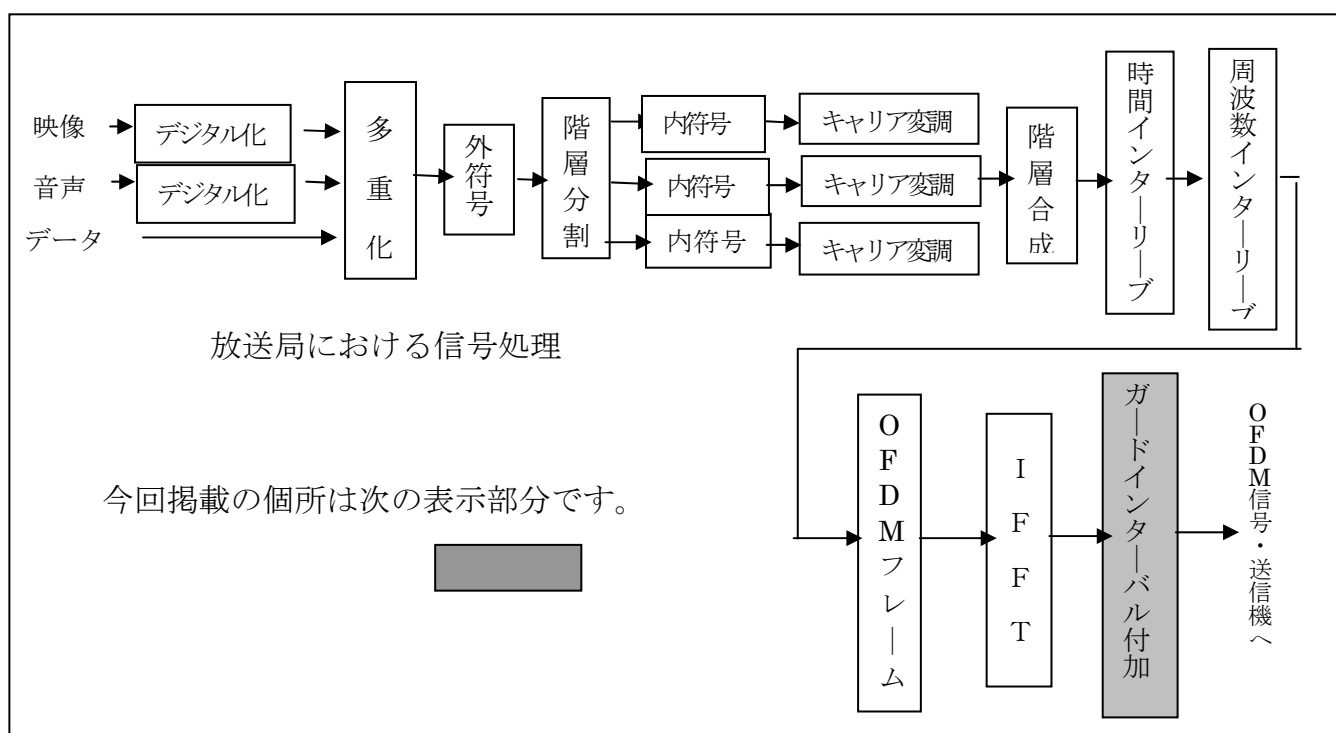 映像
デジタル化
音声
デジタル化
データ
多重化
外符号
階層分割
内符号
内符号
内符号
キャリア変調
キャリア変調
キャリア変調
階層合成
時間インターリーブ
周波数インターリーブ
放送局における信号処理
今回掲載の個所は次の表示部分です。
OFDMフレーム
IFFT
ガードインターバル付加
OFDM信号・送信機へ